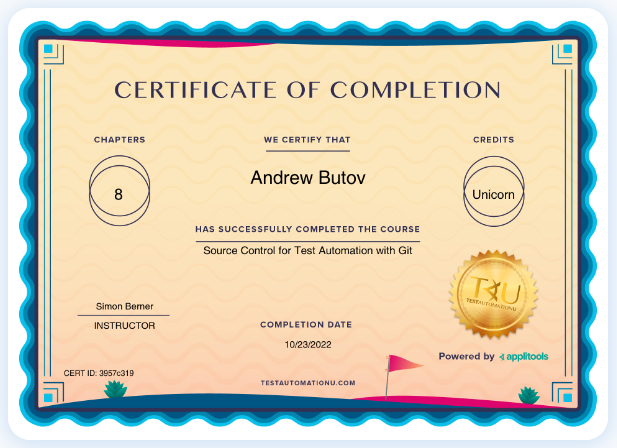 CERTIFICATE OF COMPLETION
CHAPTERS
8
WE CERTIFY THAT
Andrew Butov
CREDITS
Unicorn
HAS SUCCESSFULLY COMPLETED THE COURSE
Source Control for Test Automation with Git
Simon Berner
INSTRUCTOR
COMPLETION DATE
10/23/2022
TAU
TESTAUTOMATIONU
Powered by applitools
CERT ID: 3957c319
TESTAUTOMATIONU.COM